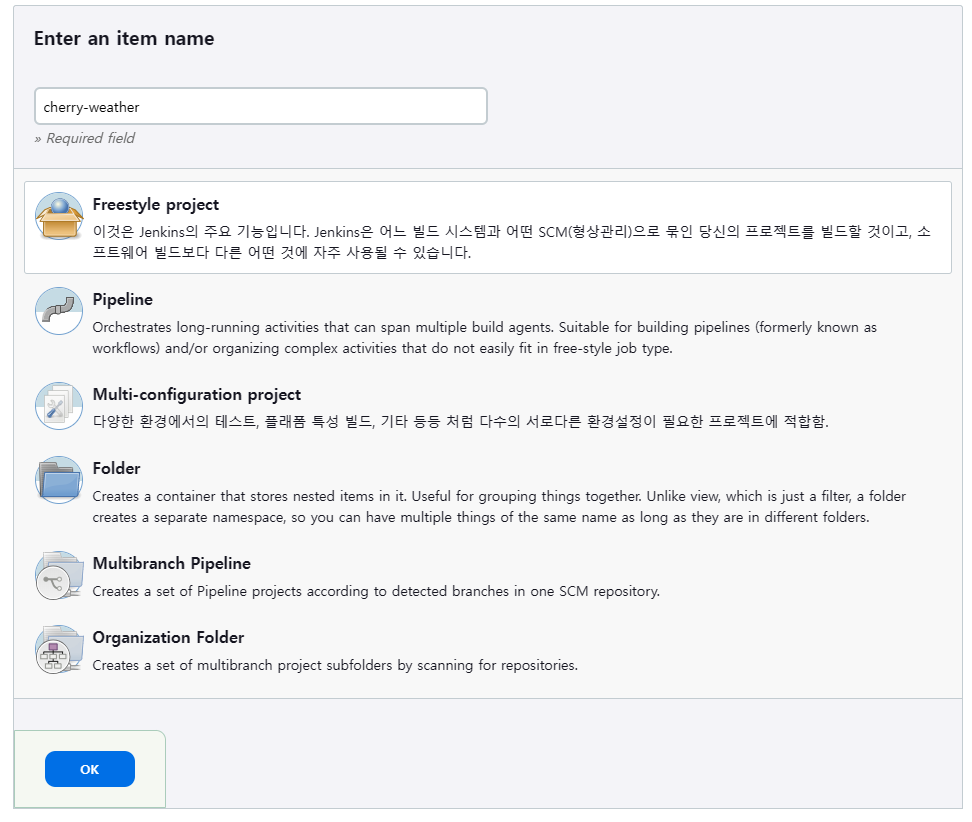 Enter an item name
cherry-weather
» Required field
Freestyle project
이것은 Jenkins의 주요 기능입니다. Jenkins은 어느 빌드 시스템과 어떤 SCM(형상관리)으로 묶인 당신의 프로젝트를 빌드할 것이고, 소
프트웨어 빌드보다 다른 어떤 것에 자주 사용될 수 있습니다.
Pipeline
Orchestrates long-running activities that can span multiple build agents. Suitable for building pipelines (formerly known as
workflows) and/or organizing complex activities that do not easily fit in free-style job type.
Multi-configuration project
다양한 환경에서의 테스트, 플래폼 특성 빌드, 기타 등등 처럼 다수의 서로다른 환경설정이 필요한 프로젝트에 적합함.
Folder
Creates a container that stores nested items in it. Useful for grouping things together. Unlike view, which is just a filter, a folder
creates a separate namespace, so you can have multiple things of the same name as long as they are in different folders.
Multibranch Pipeline
Creates a set of Pipeline projects according to detected branches in one SCM repository.
Organization Folder
Creates a set of multibranch project subfolders by scanning for repositories.
OK